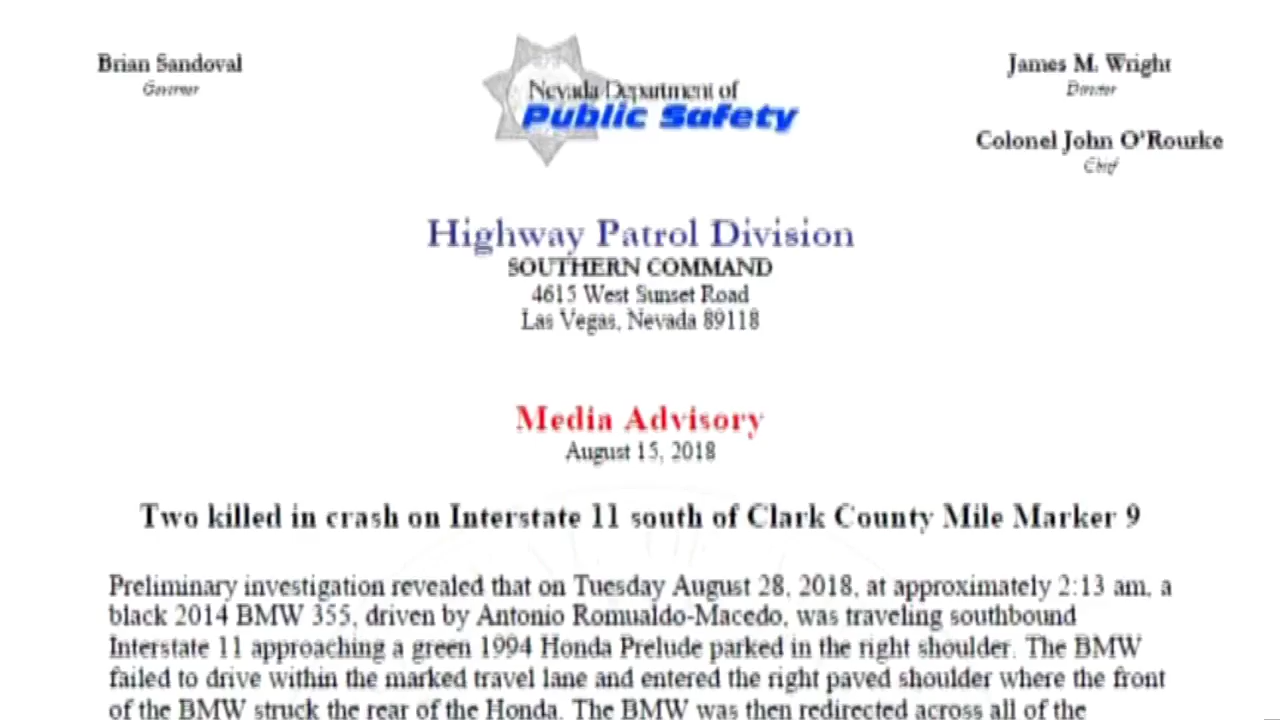 Brian Sandoval
Governor
Nevada Department of
Public Safety
James M. Wright
Director
Colonel John O'Rourke
Chief
Highway Patrol Division
SOUTHERN COMMAND
4615 West Sunset Road
Las Vegas, Nevada 89118
Media Advisory
August 15, 2018
Two killed in crash on Interstate 11 south of Clark County Mile Marker 9
Preliminary investigation revealed that on Tuesday August 28, 2018, at approximately 2:13 am, a
black 2014 BMW 355, driven by Antonio Romualdo-Macedo, was traveling southbound
Interstate 11 approaching a green 1994 Honda Prelude parked in the right shoulder. The BMW
failed to drive within the marked travel lane and entered the right paved shoulder where the front
of the BMW struck the rear of the Honda. The BMW was then redirected across all of the